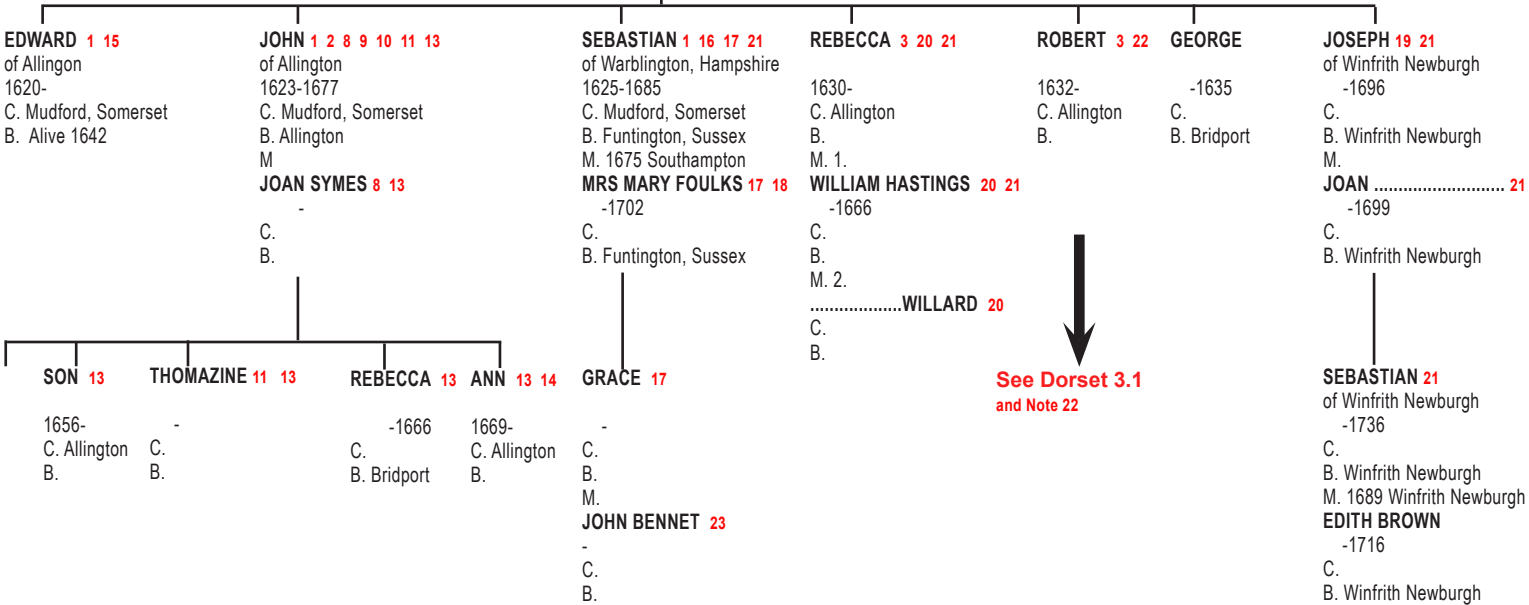 EDWARD 1 15
of Allingon
1620-
C. Mudford, Somerset
B. Alive 1642
JOHN 1 2 8 9 10 11 13
of Allington
1623-1677
C. Mudford, Somerset
B. Allington
M
JOAN SYMES 8 13
-
C.
B.
SEBASTIAN 1 16 17 21
of Warblington, Hampshire
1625-1685
C. Mudford, Somerset
B. Funtington, Sussex
M. 1675 Southampton
MRS MARY FOULKS 17 18
-1702
C.
B. Funtington, Sussex
REBECCA 3 20 21
1630-
C. Allington
B.
M. 1.
WILLIAM HASTINGS 20 21
-1666
C.
B.
M. 2.
...................WILLARD 20
C.
B.
ROBERT 3 22
1632-
C. Allington
B.
GEORGE
-1635
C.
B. Bridport
JOSEPH 19 21
of Winfrith Newburgh
-1696
C.
B. Winfrith Newburgh
M.
JOAN ........................... 21
-1699
C.
B. Winfrith Newburgh
SON 13
1656-
C. Allington
B.
THOMAZINE 11 13
-
C.
B.
REBECCA 13
-1666
C.
B. Bridport
ANN 13 14
1669-
C. Allington
B.
GRACE 17
-
C.
B.
M.
JOHN BENNET 23
-
C.
B.
See Dorset 3.1
and Note 22
SEBASTIAN 21
of Winfrith Newburgh
-1736
C.
B. Winfrith Newburgh
M. 1689 Winfrith Newburgh
EDITH BROWN
-1716
C.
B. Winfrith Newburgh